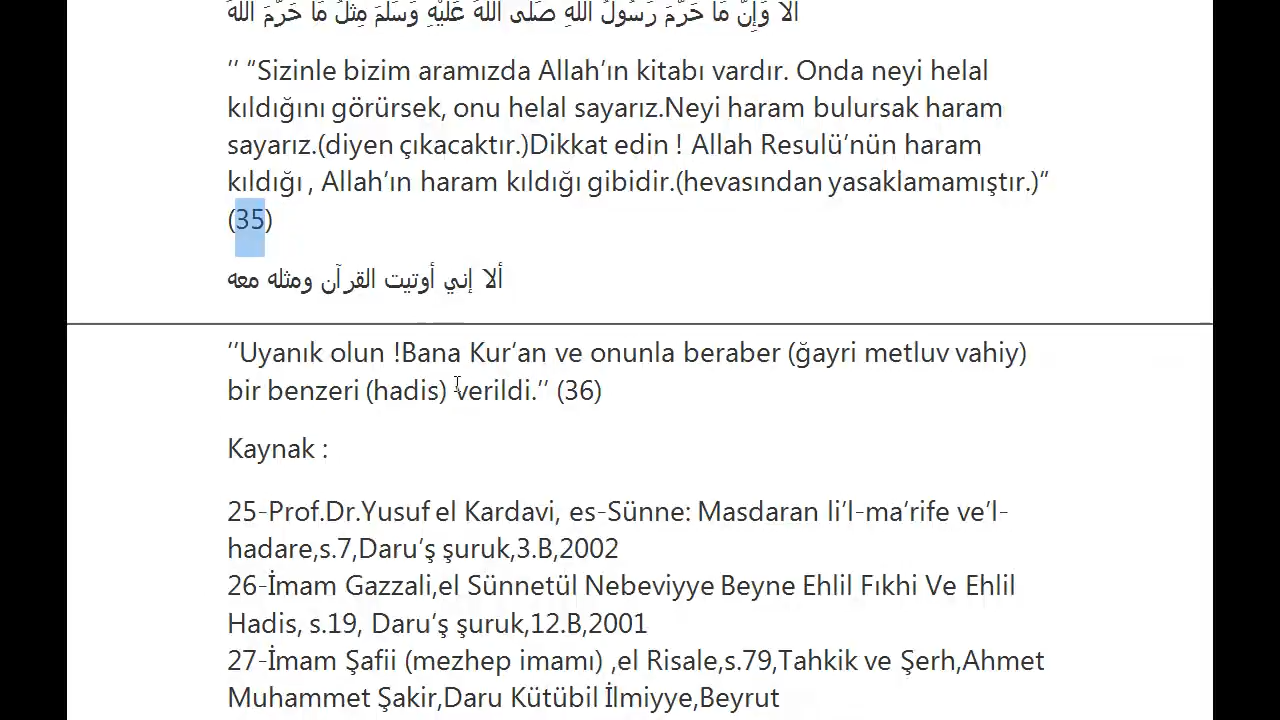 ألا وَإِنَّ مَا حَرَّمَ رَسُولُ اللَّهِ صَلَّى اللَّهُ عَلَيْهِ وَسَلَّمَ مِثْلُ مَا حَرَّمَ اللَّهُ
’’ “Sizinle bizim aramızda Allah’ın kitabı vardır. Onda neyi helal
kıldığını görürsek, onu helal sayarız.Neyi haram bulursak haram
sayarız.(diyen çıkacaktır.)Dikkat edin ! Allah Resulü’nün haram
kıldığı , Allah’ın haram kıldığı gibidir.(hevasından yasaklamamıştır.)”
(35)
ألا إني أوتيت القرآن ومثله معه
‘’Uyanık olun !Bana Kur’an ve onunla beraber (ğayri metluv vahiy)
bir benzeri (hadis) verildi.’’ (36)
Kaynak :
25-Prof.Dr.Yusuf el Kardavi, es-Sünne: Masdaran li’l-ma’rife ve’l-
hadare,s.7,Daru’ş şuruk,3.B,2002
26-İmam Gazzali,el Sünnetül Nebeviyye Beyne Ehlil Fıkhi Ve Ehlil
Hadis, s.19, Daru’ş şuruk,12.B,2001
27-İmam Şafii (mezhep imamı) ,el Risale,s.79,Tahkik ve Şerh,Ahmet
Muhammet Şakir,Daru Kütübil İlmiyye,Beyrut